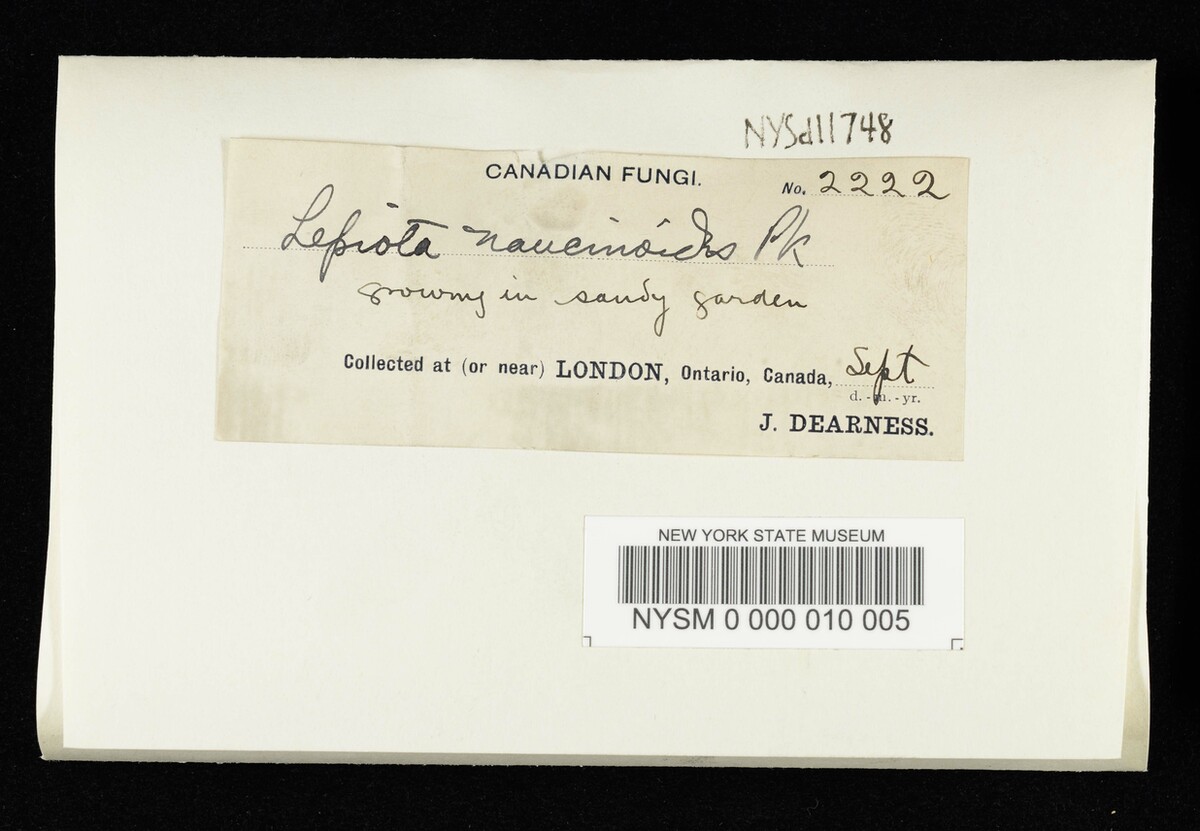 NYSd11748
CANADIAN FUNGI.
No. 2222
Lepiota naucinoides Pk
growing in sandy garden
Collected at (or near) LONDON, Ontario, Canada, Sept
d. - m. - yr.
J. DEARNESS.
NEW YORK STATE MUSEUM
NYSM 0 000 010 005